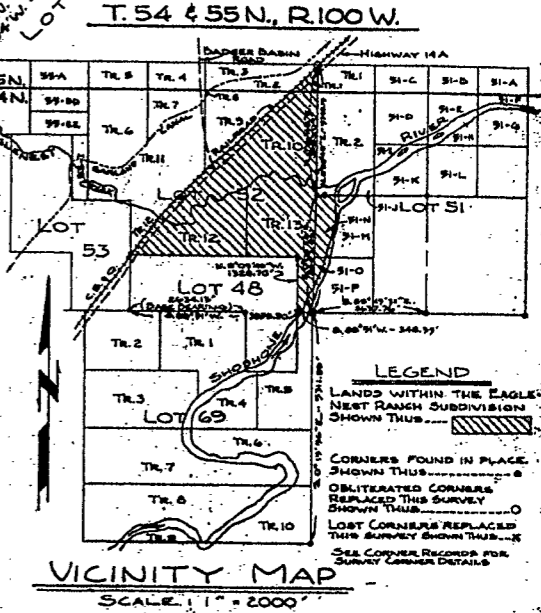 T. 54 & 55 N., R. 100 W.
LOT
BADGER BASIN
ROAD
HIGHWAY 14A
55-A
TR. 5
TR. 4
TR. 3
TR. 2
TR. 1
51-C
51-B
51-A
TR. 7
TR. 8
TR. 9
TR. 10
TR. 6
TR. 11
TR. 2
51-D
51-E
51-F
51-G
51-H
RIVER
CANAL
RAILROAD
51-K
51-L
51-J
LOT 51
LOT 52
LOT
53
TR. 12
TR. 13
51-N
51-M
51-O
51-P
LOT 48
(BASE BEARING)
SHOSHONE
TR. 2
TR. 1
TR. 3
TR. 4
TR. 5
LOT 69
TR. 6
TR. 7
TR. 8
TR. 9
TR. 10
N
LEGEND
LANDS WITHIN THE EAGLE
NEST RANCH SUBDIVISION
SHOWN THUS
CORNERS FOUND IN PLACE
SHOWN THUS
OBLITERATED CORNERS
REPLACED THIS SURVEY
SHOWN THUS
LOST CORNERS REPLACED
THIS SURVEY SHOWN THUS
SEE CORNER RECORDS FOR
SURVEY CORNER DETAILS
VICINITY MAP
SCALE: 1" = 2000'